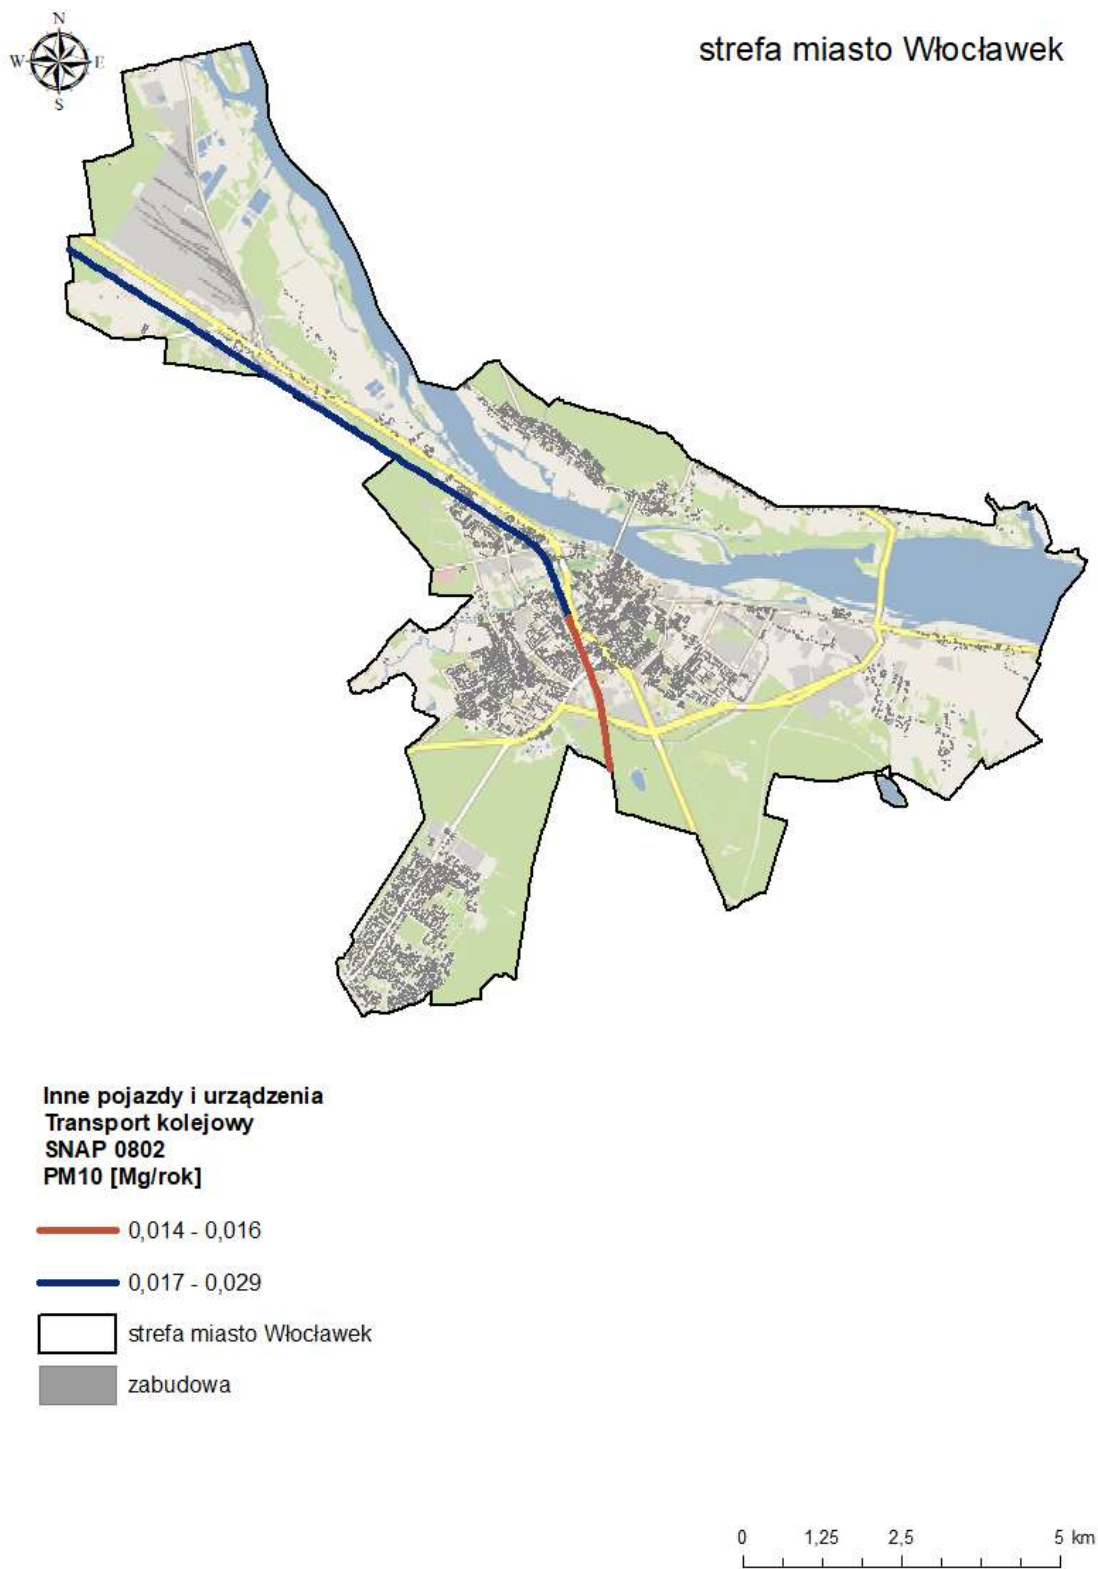 N
W E
S
strefa miasto Włocławek
Inne pojazdy i urządzenia
Transport kolejowy
SNAP 0802
PM10 [Mg/rok]
0,014 - 0,016
0,017 - 0,029
strefa miasto Włocławek
zabudowa
0 1,25 2,5 5 km